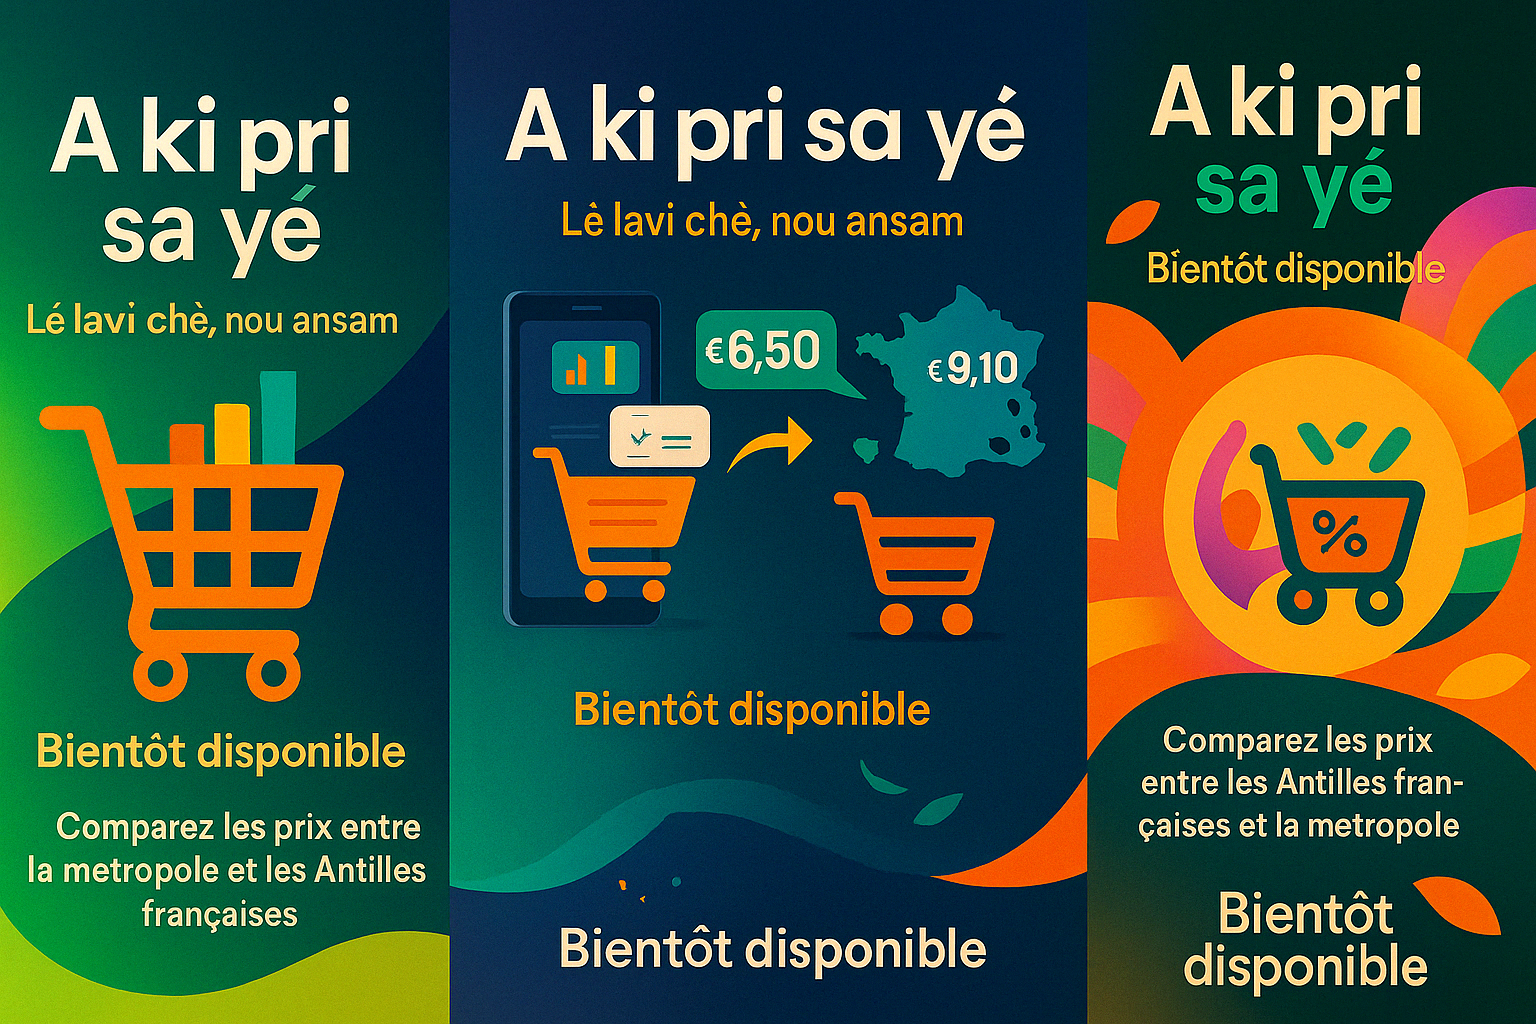 A ki pri
sa yé
Lé lavi chè, nou ansam
Bientôt disponible
Comparez les prix entre
la metropole et les Antilles
françaises
A ki pri sa yé
Lè lavi chè, nou ansam
€6,50
€9,10
Bientôt disponible
Bientôt disponible
A ki pri
sa yé
Bientôt disponible
%
Comparez les prix
entre les Antilles fran-
çaises et la metropole
Bientôt
disponible